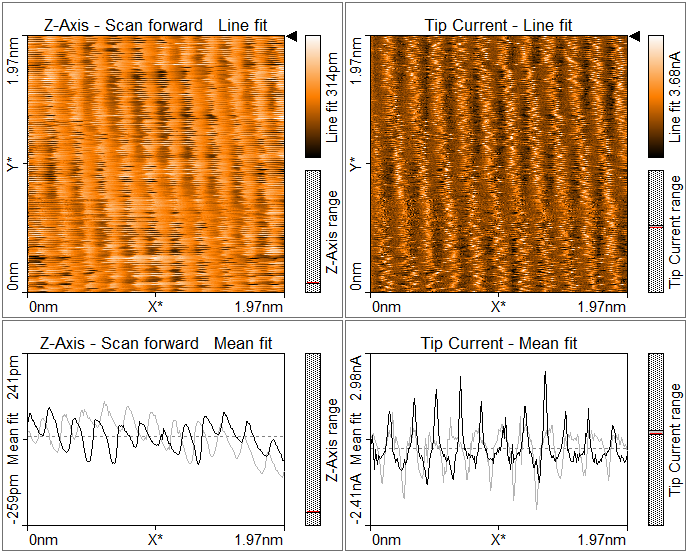 Z-Axis - Scan forward Line fit
1.97nm
Y*
0nm
0nm
X*
1.97nm
Line fit 314pm
Z-Axis range
Tip Current - Line fit
1.97nm
Y*
0nm
0nm
X*
1.97nm
Line fit 3.68nA
Tip Current range
Z-Axis - Scan forward Mean fit
241pm
Mean fit
-259pm
0nm
X*
1.97nm
Z-Axis range
Tip Current - Mean fit
2.98nA
Mean fit
-2.41nA
0nm
X*
1.97nm
Tip Current range